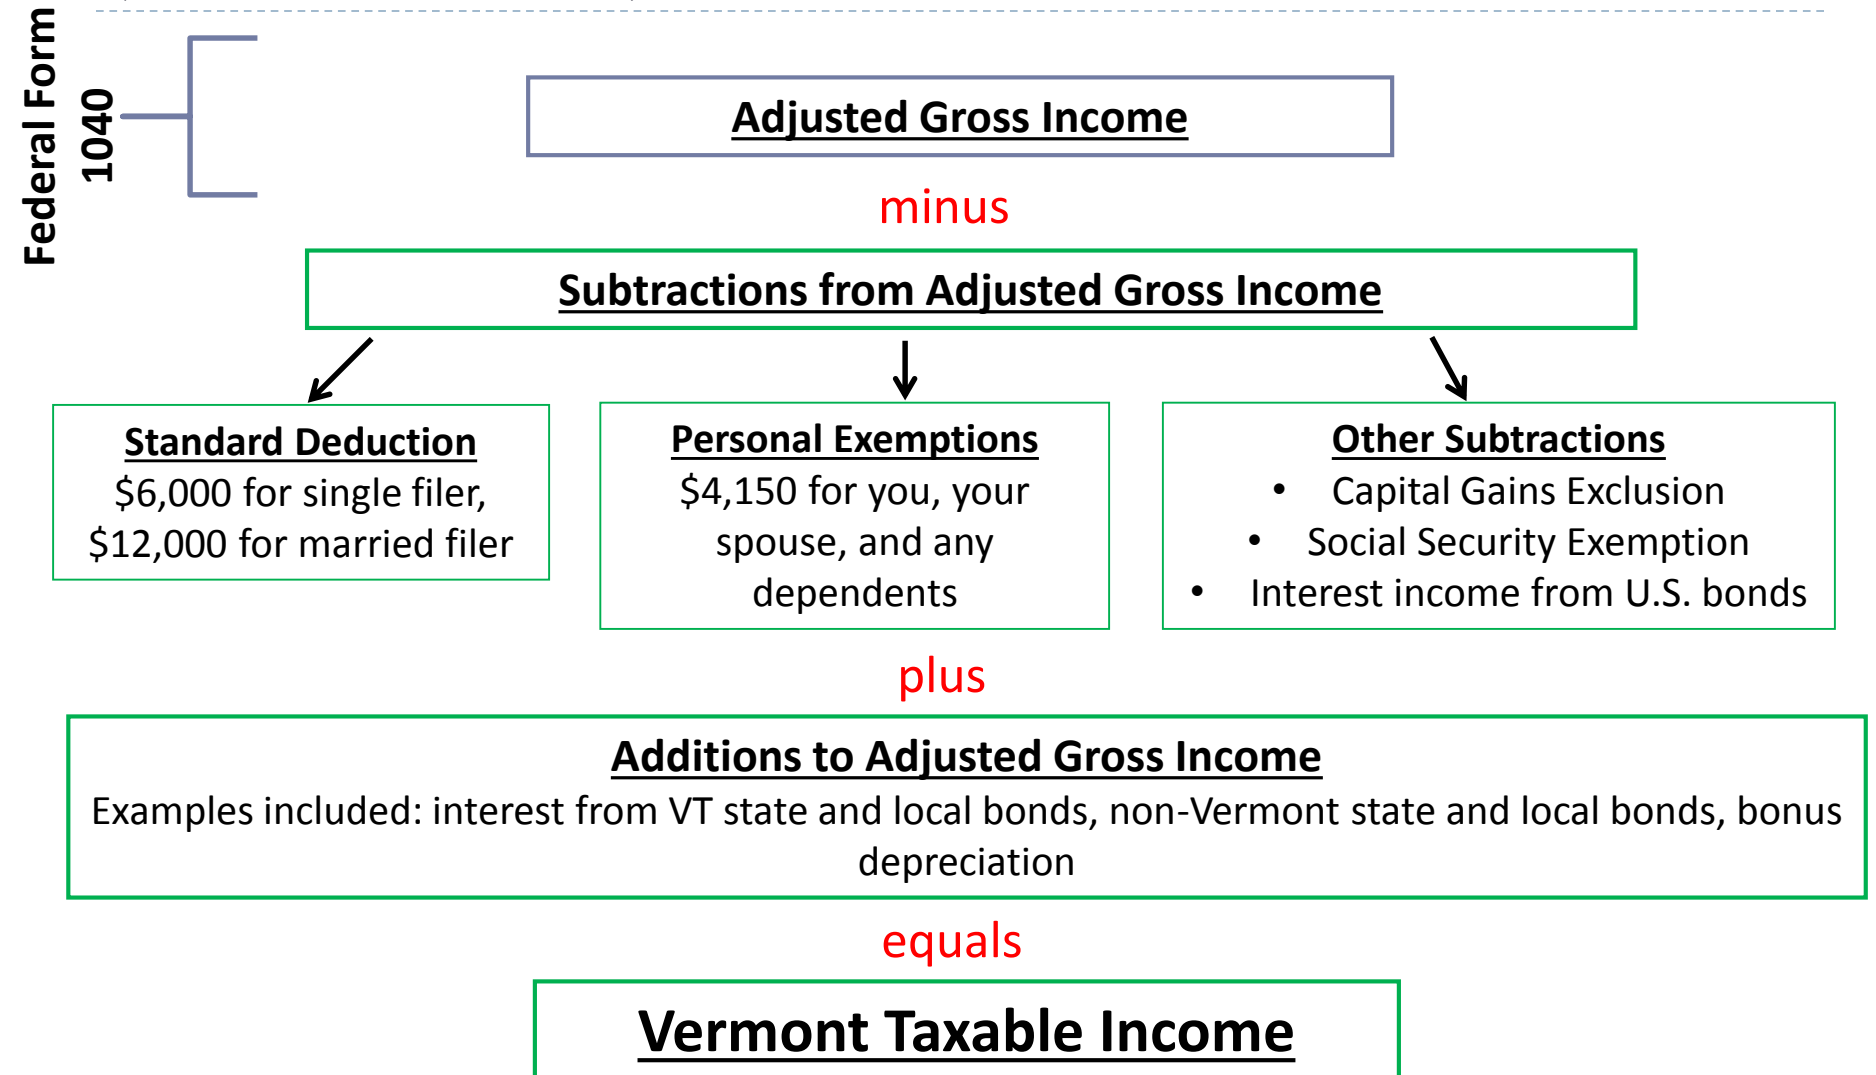 Federal Form
1040
Adjusted Gross Income
minus
Subtractions from Adjusted Gross Income
Standard Deduction
$6,000 for single filer,
$12,000 for married filer
Personal Exemptions
$4,150 for you, your
spouse, and any
dependents
Other Subtractions
• Capital Gains Exclusion
• Social Security Exemption
• Interest income from U.S. bonds
plus
Additions to Adjusted Gross Income
Examples included: interest from VT state and local bonds, non-Vermont state and local bonds, bonus
depreciation
equals
Vermont Taxable Income